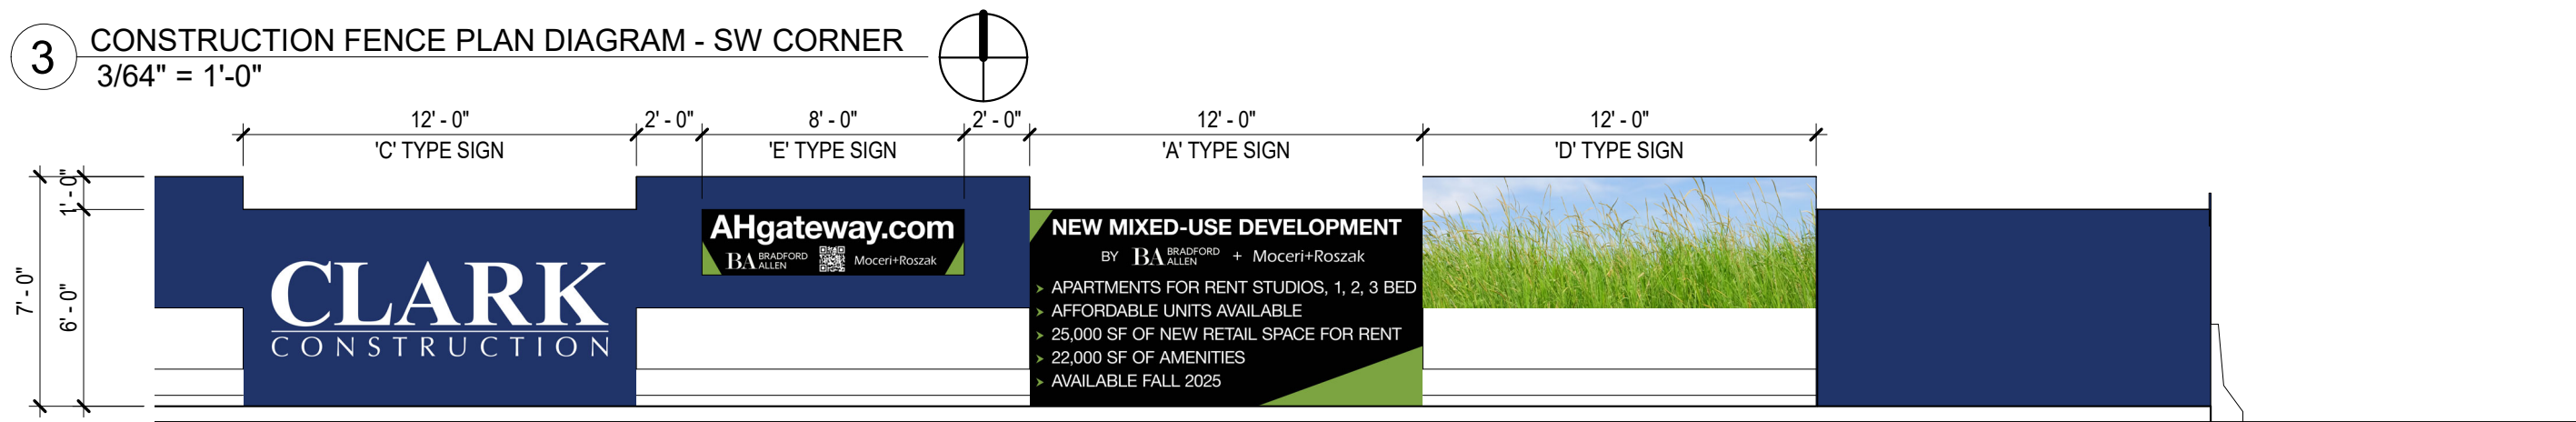 3
CONSTRUCTION FENCE PLAN DIAGRAM - SW CORNER
3/64" = 1'-0"
12' - 0"
2' - 0"
8' - 0"
2' - 0"
12' - 0"
12' - 0"
'C' TYPE SIGN
'E' TYPE SIGN
'A' TYPE SIGN
'D' TYPE SIGN
1' - 0"
7' - 0"
6' - 0"
CLARK
CONSTRUCTION
AHgateway.com
BA BRADFORD ALLEN
Moceri+Roszak
NEW MIXED-USE DEVELOPMENT
BY BA BRADFORD ALLEN + Moceri+Roszak
> APARTMENTS FOR RENT STUDIOS, 1, 2, 3 BED
> AFFORDABLE UNITS AVAILABLE
> 25,000 SF OF NEW RETAIL SPACE FOR RENT
> 22,000 SF OF AMENITIES
> AVAILABLE FALL 2025